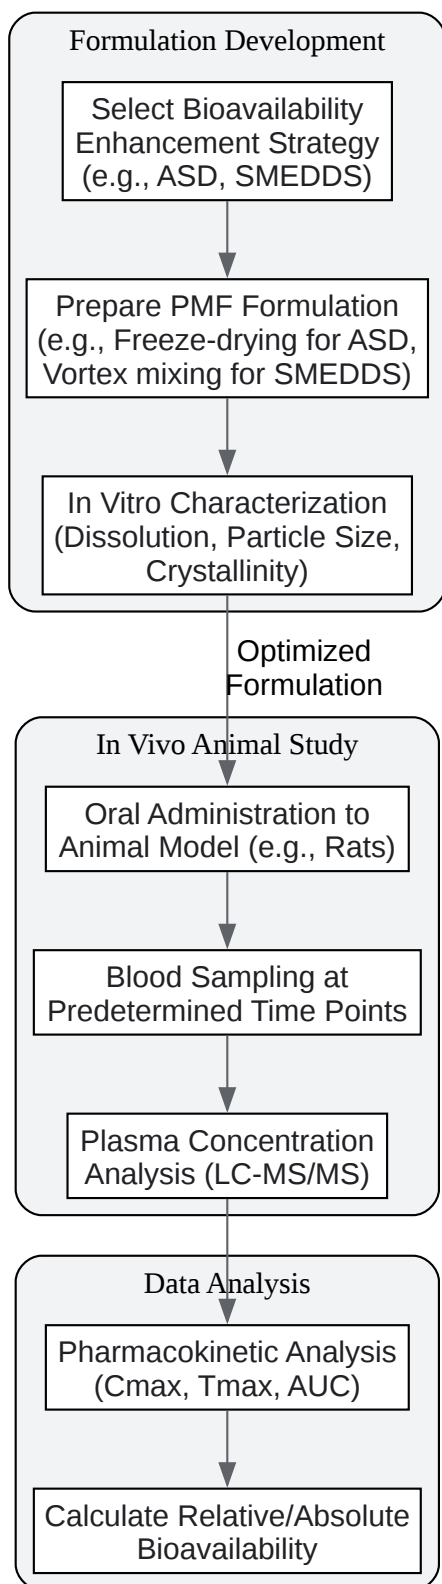 Formulation Development
Select Bioavailability
Enhancement Strategy
(e.g., ASD, SMEDDS)
Prepare PMF Formulation
(e.g., Freeze-drying for ASD,
Vortex mixing for SMEDDS)
In Vitro Characterization
(Dissolution, Particle Size,
Crystallinity)
Optimized
Formulation
In Vivo Animal Study
Oral Administration to
Animal Model (e.g., Rats)
Blood Sampling at
Predetermined Time Points
Plasma Concentration
Analysis (LC-MS/MS)
Data Analysis
Pharmacokinetic Analysis
(Cmax, Tmax, AUC)
Calculate Relative/Absolute
Bioavailability